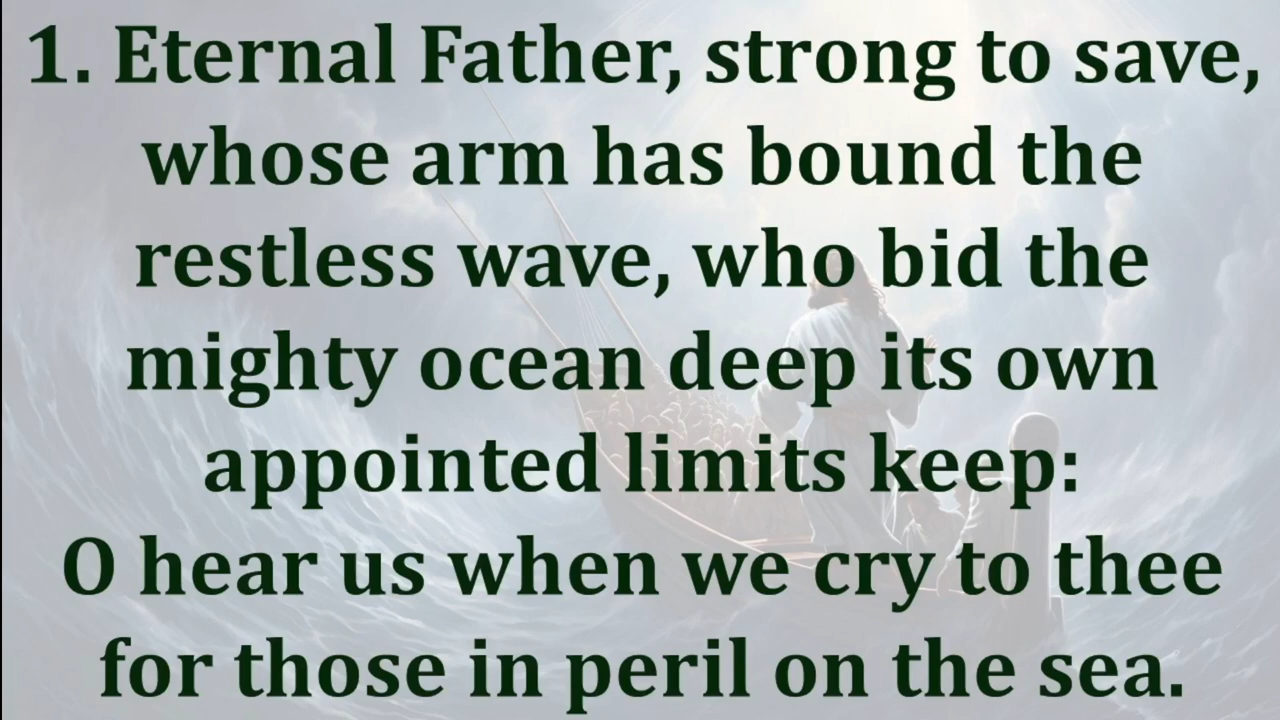 1. Eternal Father, strong to save,
whose arm has bound the
restless wave, who bid the
mighty ocean deep its own
appointed limits keep:
O hear us when we cry to thee
for those in peril on the sea.